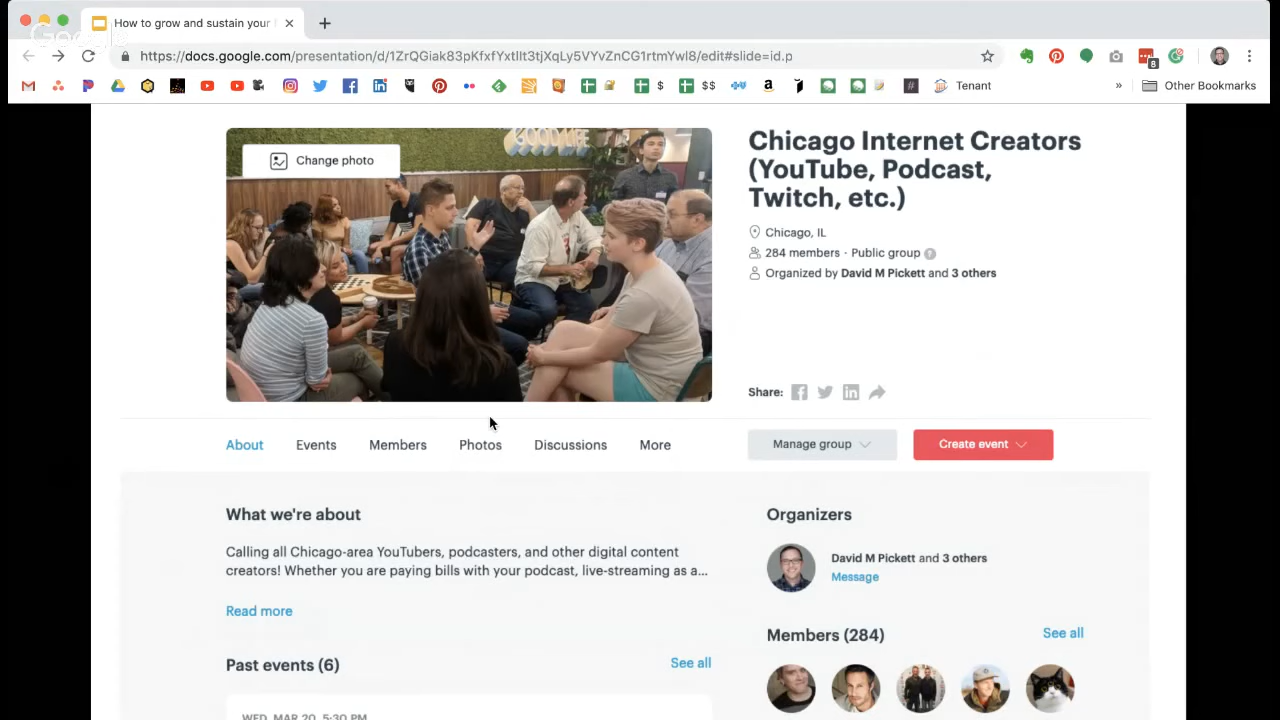 How to grow and sustain your
Google
https://docs.google.com/presentation/d/1ZrQGiak83pKfxfYxtlIt3tjXqLy5VYvZnCG1rtmYwl8/edit#slide=id.p
8
$ $$ Tenant » Other Bookmarks
GOODLIFE
Change photo
Chicago Internet Creators
(YouTube, Podcast,
Twitch, etc.)
Chicago, IL
284 members · Public group
Organized by David M Pickett and 3 others
Share:
About Events Members Photos Discussions More Manage group Create event
What we're about
Calling all Chicago-area YouTubers, podcasters, and other digital content
creators! Whether you are paying bills with your podcast, live-streaming as a...
Read more
Organizers
David M Pickett and 3 others
Message
Members (284) See all
Past events (6) See all
WED, MAR 20, 5:30 PM